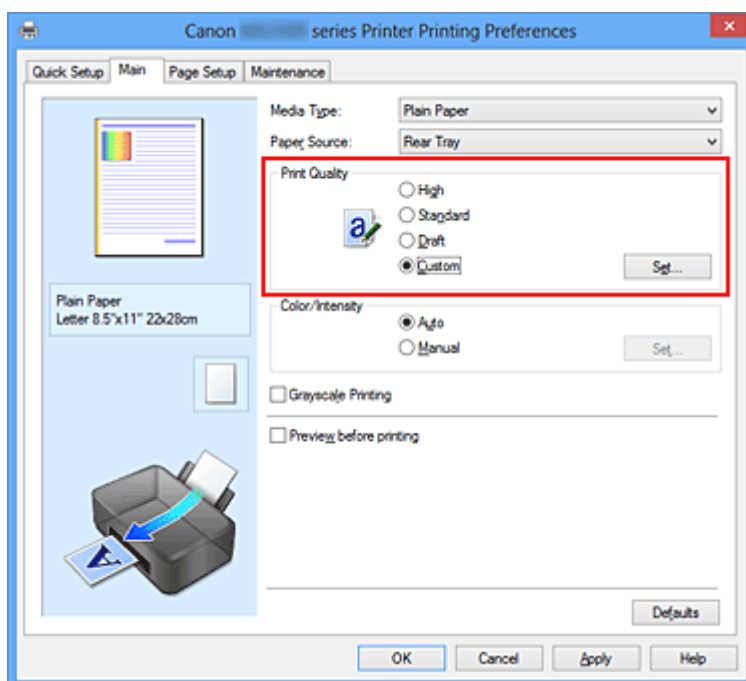 Canon series Printer Printing Preferences
Quick Setup Main Page Setup Maintenance
Media Type: Plain Paper
Paper Source: Rear Tray
Print Quality
High
Standard
Draft
Custom Set...
Plain Paper
Letter 8.5"x11" 22x28cm
Color/Intensity
Auto
Manual Set...
Grayscale Printing
Preview before printing
Defaults
OK Cancel Apply Help